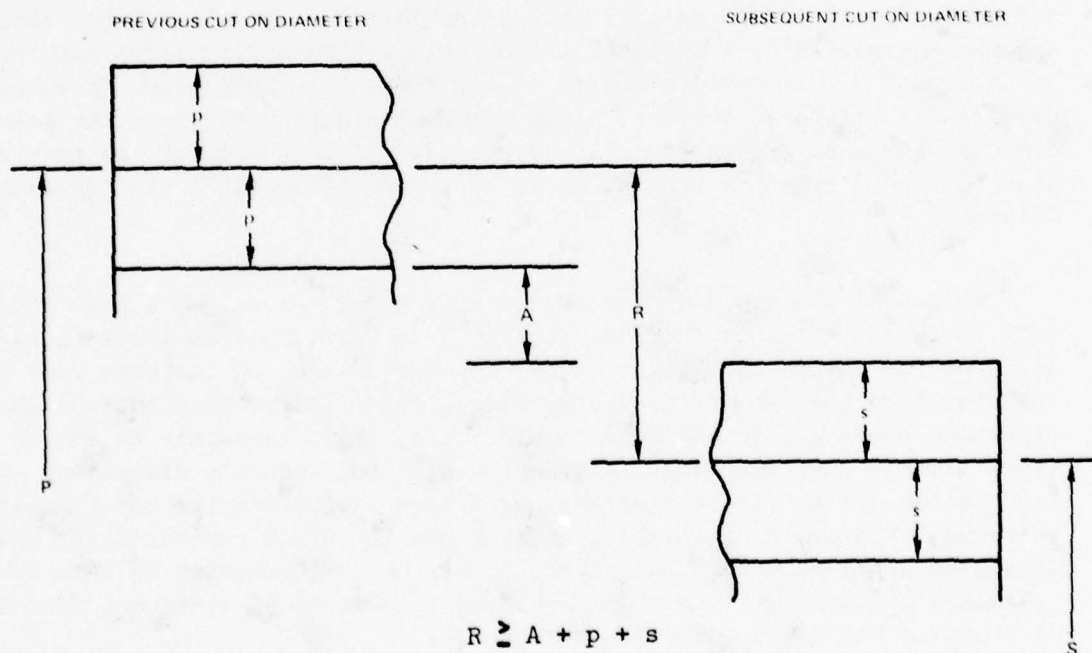 PREVIOUS CUT ON DIAMETER
SUBSEQUENT CUT ON DIAMETER
p
p
A
R
s
s
P
S
R ≧ A + p + s